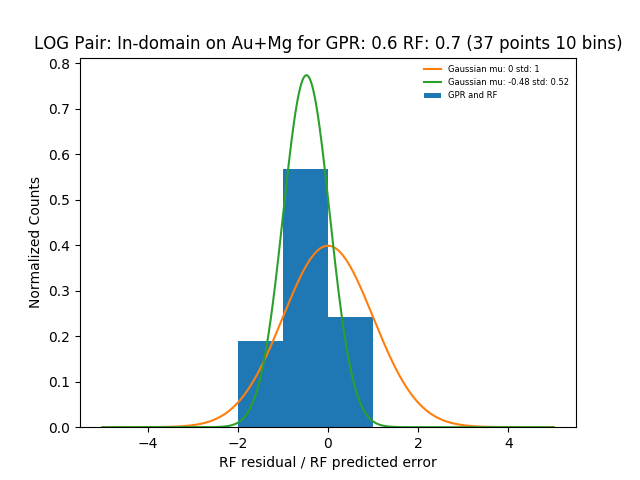 LOG Pair: In-domain on Au+Mg for GPR: 0.6 RF: 0.7 (37 points 10 bins)
Gaussian mu: 0 std: 1
Gaussian mu: -0.48 std: 0.52
GPR and RF
Normalized Counts
0.8
0.7
0.6
0.5
0.4
0.3
0.2
0.1
0.0
−4
−2
0
2
4
RF residual / RF predicted error